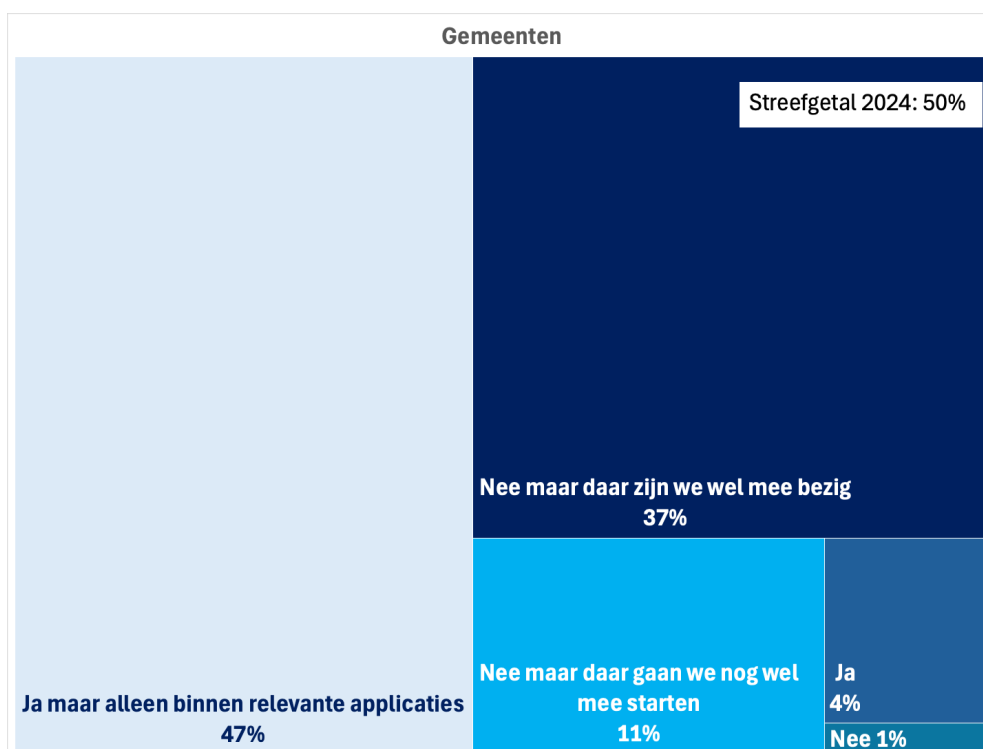 Gemeenten
Streefgetal 2024: 50%
Nee maar daar zijn we wel mee bezig
37%
Ja maar alleen binnen relevante applicaties
47%
Nee maar daar gaan we nog wel
mee starten
11%
Ja
4%
Nee 1%